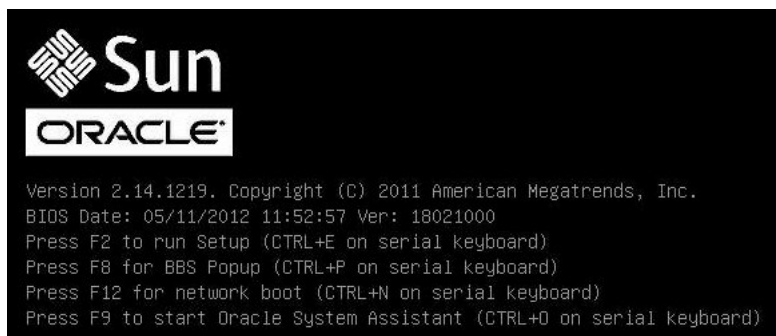 Sun
ORACLE
Version 2.14.1219. Copyright (C) 2011 American Megatrends, Inc.
BIOS Date: 05/11/2012 11:52:57 Ver: 18021000
Press F2 to run Setup (CTRL+E on serial keyboard)
Press F8 for BBS Popup (CTRL+P on serial keyboard)
Press F12 for network boot (CTRL+N on serial keyboard)
Press F9 to start Oracle System Assistant (CTRL+O on serial keyboard)